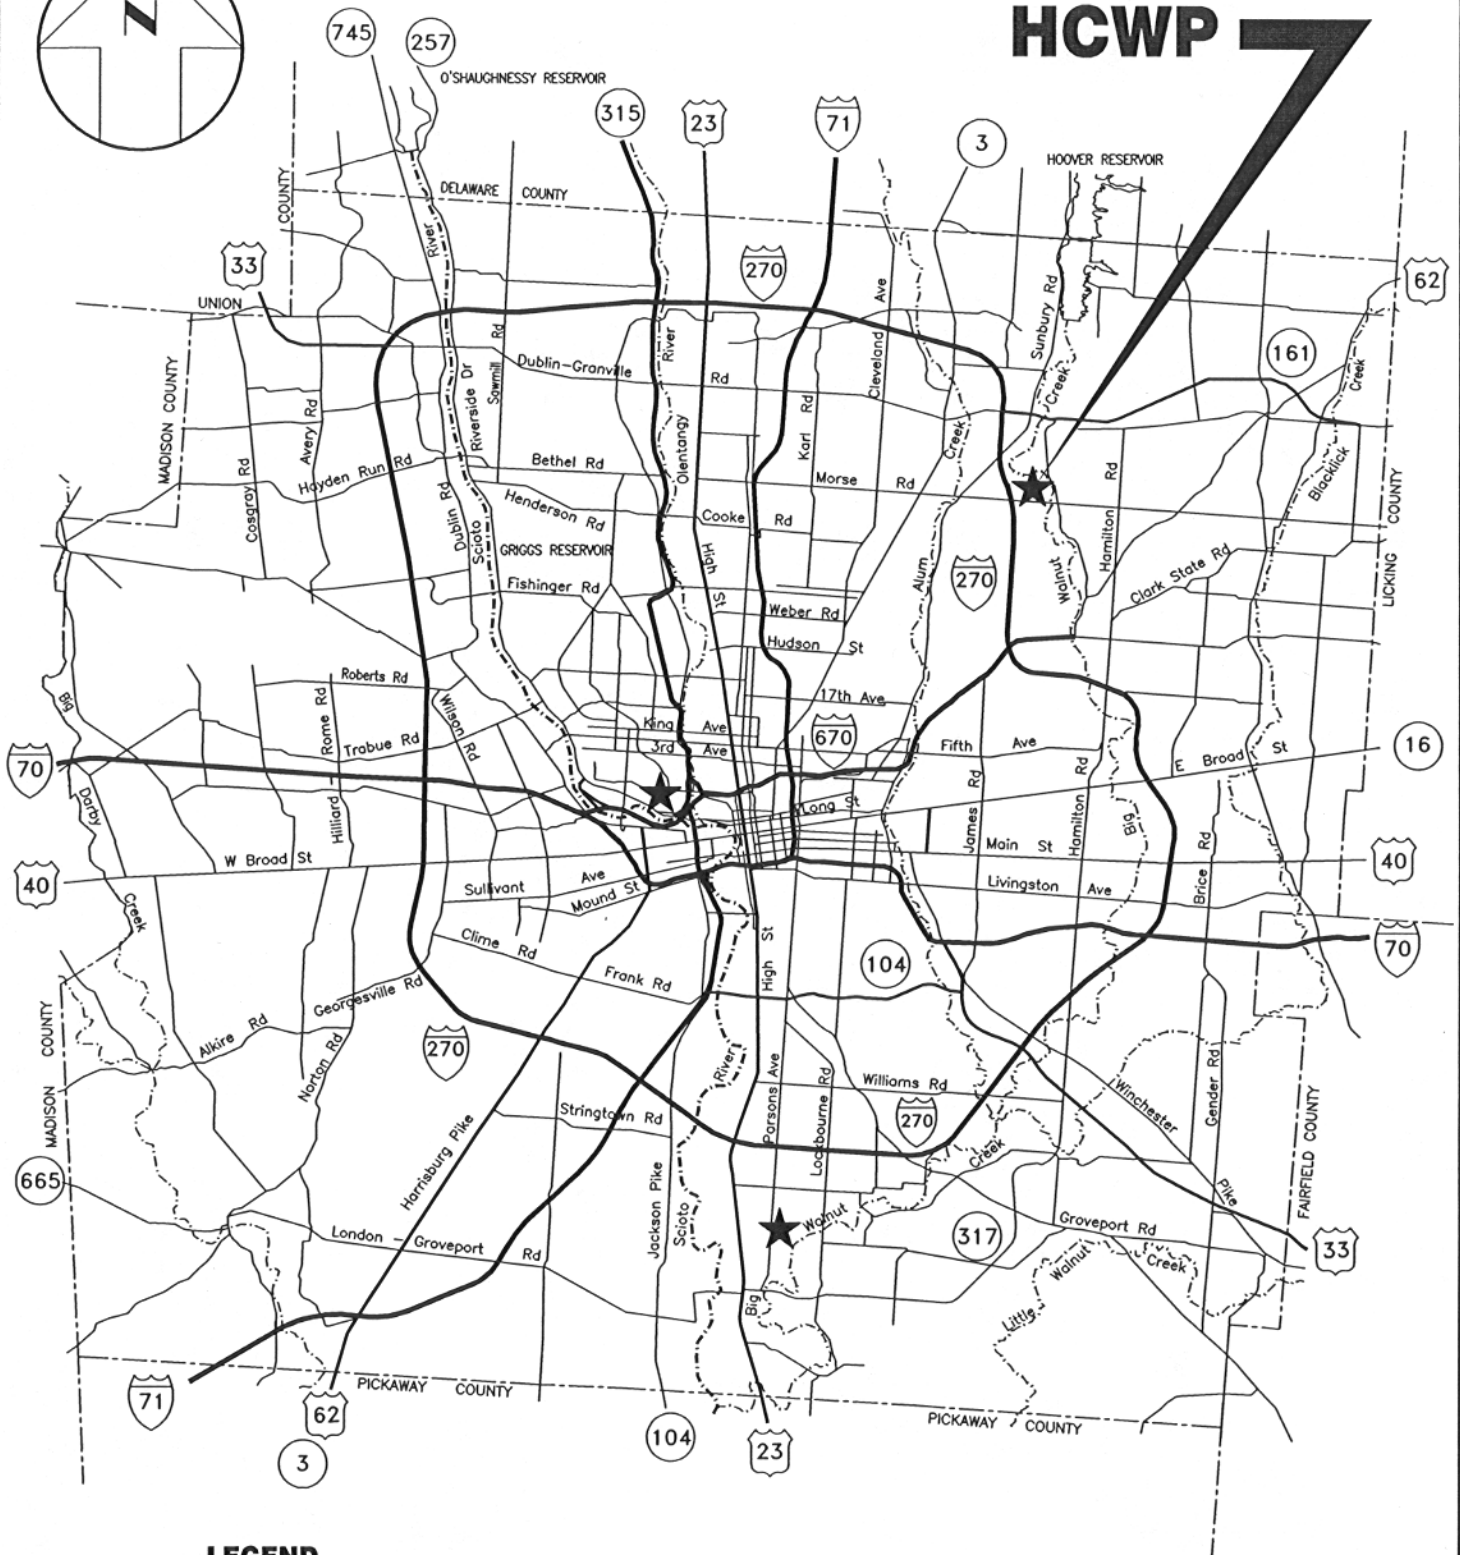 N
HCWP
745
257
O'SHAUGHNESSY RESERVOIR
315
23
71
3
HOOVER RESERVOIR
DELAWARE COUNTY
COUNTY
River
33
270
62
UNION
Cleveland Ave
Sunbury Rd
161
MADISON COUNTY
Dublin-Granville Rd
River
Sawmill Rd
Riverside Dr
Creek
Creek
Avery Rd
Olentangy
Karl Rd
Creek
Cosgray Rd
Hayden Run Rd
Bethel Rd
Morse Rd
Blacklick
Dublin Rd
Henderson Rd
Cooke Rd
Hamilton Rd
LICKING COUNTY
Scioto
GRIGGS RESERVOIR
High St
Alum
270
Walnut
Clark State Rd
Fishinger Rd
Weber Rd
Hudson St
Roberts Rd
17th Ave
Big
Rome Rd
Wilson Rd
King Ave
670
Trabue Rd
3rd Ave
Fifth Ave
E Broad St
16
70
Darby
Hilliard
Long St
James Rd
Hamilton Rd
Big
W Broad St
Main St
Brice Rd
40
40
Sullivant Ave
Livingston Ave
Mound St
Creek
Clime Rd
High St
70
104
Frank Rd
Georgesville Rd
MADISON COUNTY
Alkire Rd
270
Norton Rd
River
Parsons Ave
Lockbourne Rd
Williams Rd
Winchester
Gender Rd
FAIRFIELD COUNTY
Stringtown Rd
270
Harrisburg Pike
Creek
665
Jackson Pike
Scioto
Walnut
Pike
London - Groveport Rd
317
Groveport Rd
33
Walnut
Creek
Big
Little
71
PICKAWAY COUNTY
62
PICKAWAY COUNTY
3
104
23
LEGEND